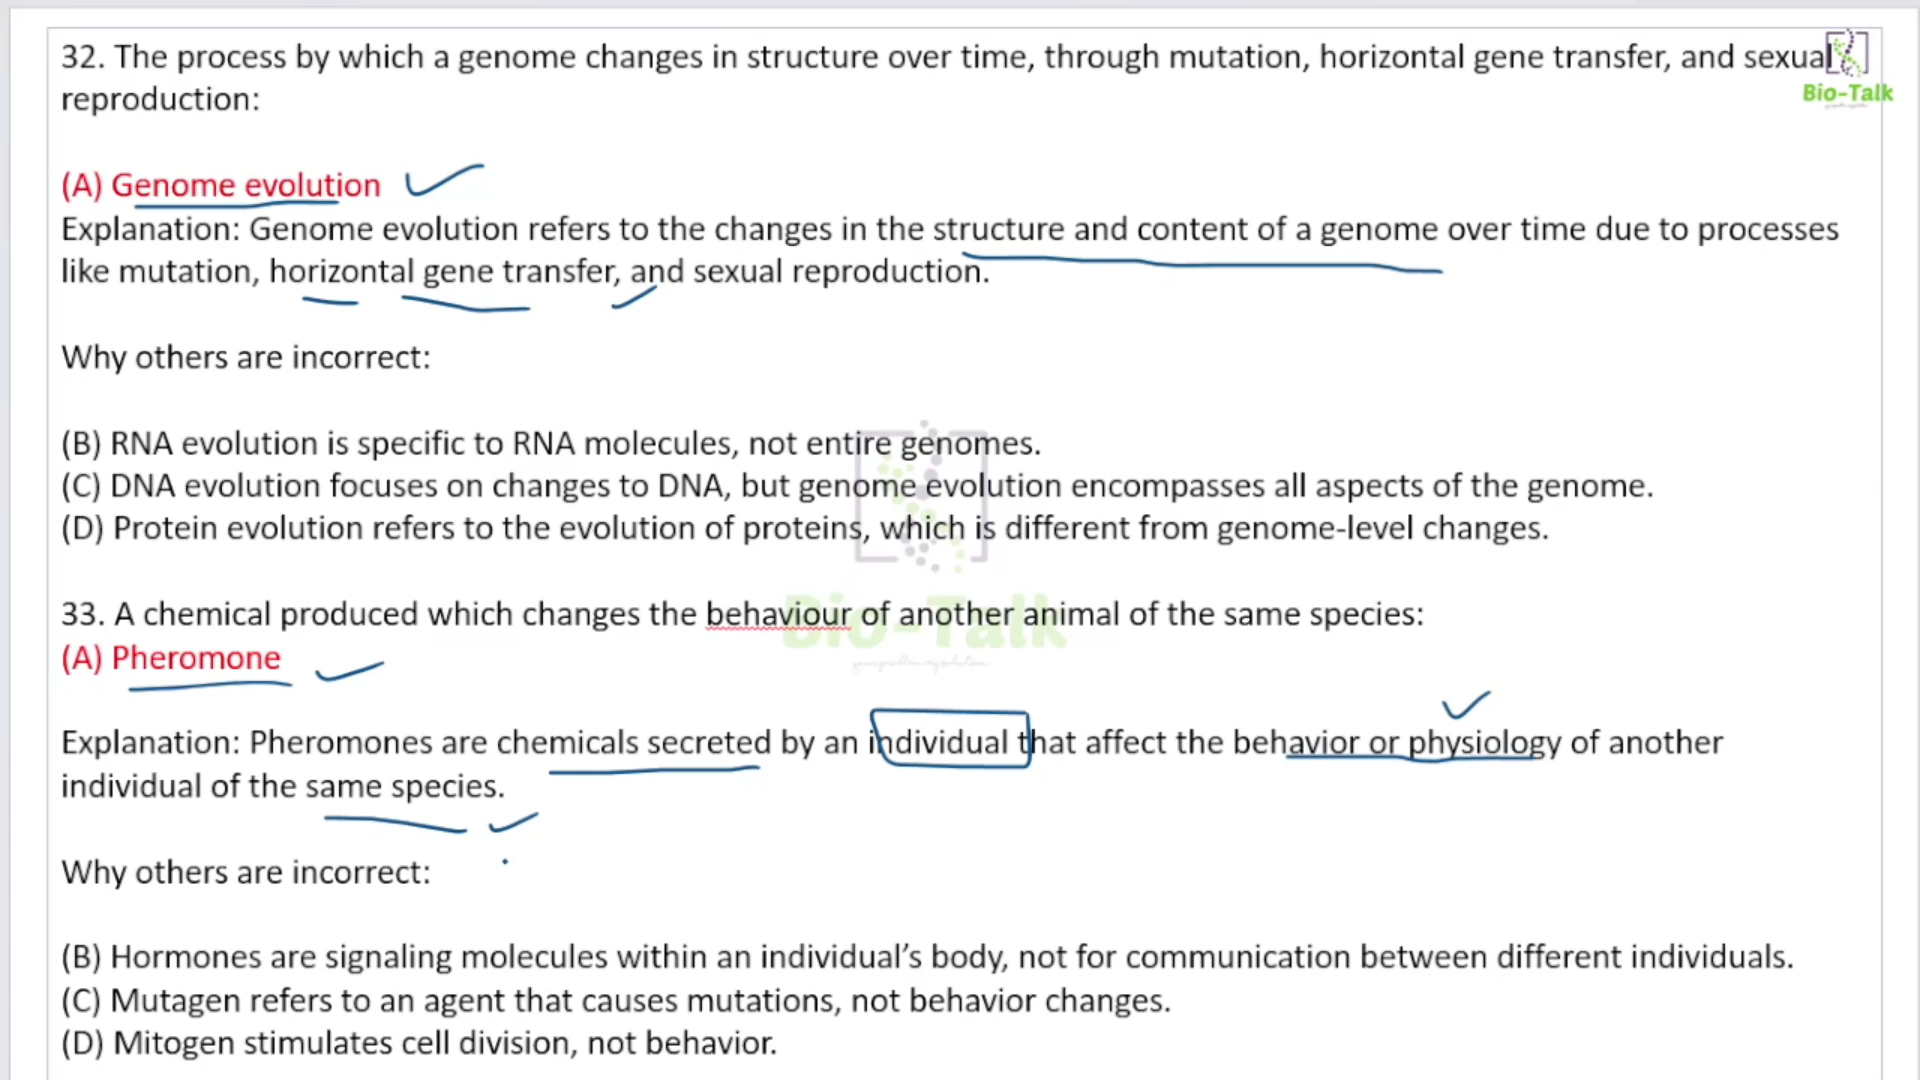 32. The process by which a genome changes in structure over time, through mutation, horizontal gene transfer, and sexual
reproduction:
Bio-Talk
(A) Genome evolution
Explanation: Genome evolution refers to the changes in the structure and content of a genome over time due to processes
like mutation, horizontal gene transfer, and sexual reproduction.
Why others are incorrect:
(B) RNA evolution is specific to RNA molecules, not entire genomes.
(C) DNA evolution focuses on changes to DNA, but genome evolution encompasses all aspects of the genome.
(D) Protein evolution refers to the evolution of proteins, which is different from genome-level changes.
33. A chemical produced which changes the behaviour of another animal of the same species:
Bio-Talk
(A) Pheromone
Explanation: Pheromones are chemicals secreted by an individual that affect the behavior or physiology of another
individual of the same species.
Why others are incorrect:
(B) Hormones are signaling molecules within an individual’s body, not for communication between different individuals.
(C) Mutagen refers to an agent that causes mutations, not behavior changes.
(D) Mitogen stimulates cell division, not behavior.